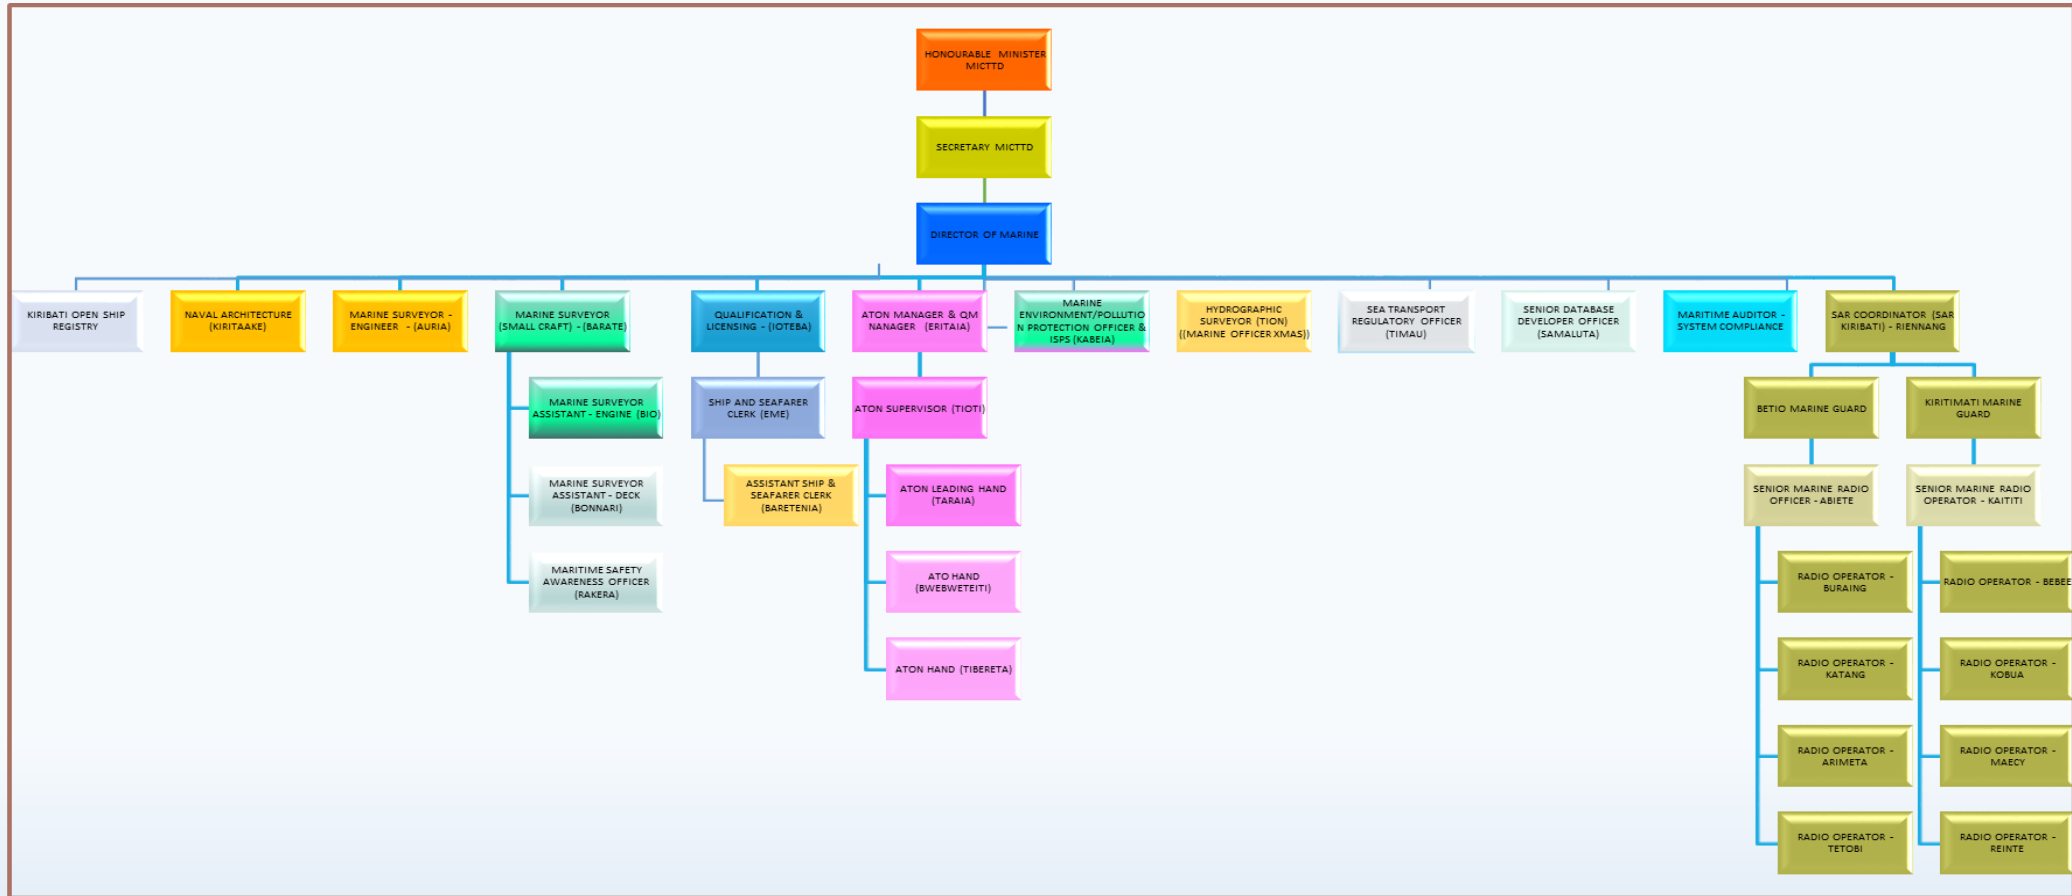 HONOURABLE MINISTER
MICTTD
SECRETARY MICTTD
DIRECTOR OF MARINE
KIRIBATI OPEN SHIP
REGISTRY
NAVAL ARCHITECTURE
(KIRITAAKE)
MARINE SURVEYOR -
ENGINEER - (AURIA)
MARINE SURVEYOR
(SMALL CRAFT) - (BARATE)
QUALIFICATION &
LICENSING - (IOTEBA)
ATON MANAGER & QM
NANAGER (ERITAIA)
MARINE
ENVIRONMENT/POLLUTIO
N PROTECTION OFFICER &
ISPS (KABEIA)
HYDROGRAPHIC
SURVEYOR (TION)
((MARINE OFFICER XMAS))
SEA TRANSPORT
REGULATORY OFFICER
(TIMAU)
SENIOR DATABASE
DEVELOPER OFFICER
(SAMALUTA)
MARITIME AUDITOR -
SYSTEM COMPLIANCE
SAR COORDINATOR (SAR
KIRIBATI) - RIENNANG
MARINE SURVEYOR
ASSISTANT - ENGINE (BIO)
SHIP AND SEAFARER
CLERK (EME)
ATON SUPERVISOR (TIOTI)
BETIO MARINE GUARD
KIRITIMATI MARINE
GUARD
MARINE SURVEYOR
ASSISTANT - DECK
(BONNARI)
ASSISTANT SHIP &
SEAFARER CLERK
(BARETENIA)
ATON LEADING HAND
(TARAIA)
SENIOR MARINE RADIO
OFFICER - ABIETE
SENIOR MARINE RADIO
OPERATOR - KAITITI
MARITIME SAFETY
AWARENESS OFFICER
(RAKERA)
ATO HAND
(BWEBWETEITI)
RADIO OPERATOR -
BURAING
RADIO OPERATOR - BEBEE
ATON HAND (TIBERETA)
RADIO OPERATOR -
KATANG
RADIO OPERATOR -
KOBUA
RADIO OPERATOR -
ARIMETA
RADIO OPERATOR -
MAECY
RADIO OPERATOR -
TETOBI
RADIO OPERATOR -
REINTE